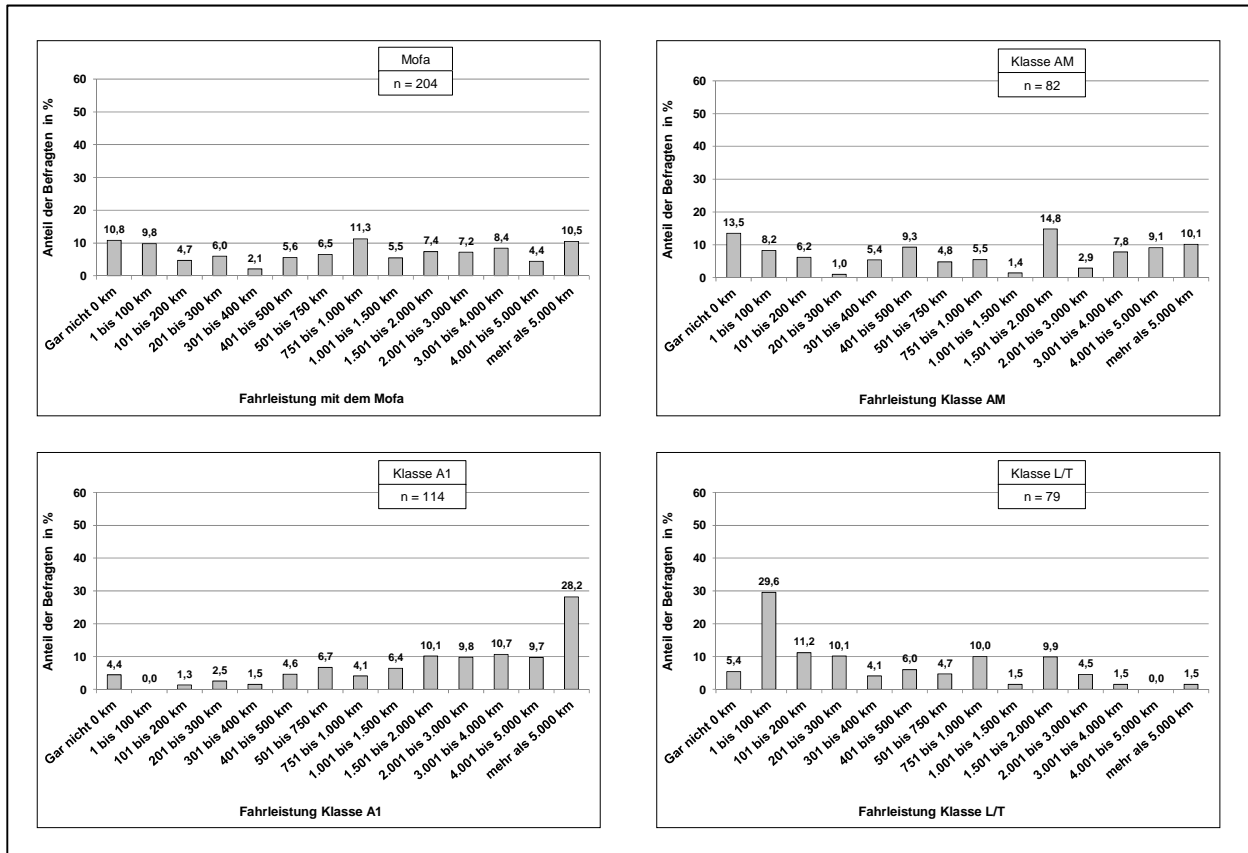 Mofa
n = 204
Anteil der Befragten in %
60
50
40
30
20
10
0
10,8
9,8
4,7
6,0
2,1
5,6
6,5
11,3
5,5
7,4
7,2
8,4
4,4
10,5
Gar nicht 0 km
1 bis 100 km
101 bis 200 km
201 bis 300 km
301 bis 400 km
401 bis 500 km
501 bis 750 km
751 bis 1.000 km
1.001 bis 1.500 km
1.501 bis 2.000 km
2.001 bis 3.000 km
3.001 bis 4.000 km
4.001 bis 5.000 km
mehr als 5.000 km
Fahrleistung mit dem Mofa
Klasse AM
n = 82
Anteil der Befragten in %
60
50
40
30
20
10
0
13,5
8,2
6,2
1,0
5,4
9,3
4,8
5,5
1,4
14,8
2,9
7,8
9,1
10,1
Gar nicht 0 km
1 bis 100 km
101 bis 200 km
201 bis 300 km
301 bis 400 km
401 bis 500 km
501 bis 750 km
751 bis 1.000 km
1.001 bis 1.500 km
1.501 bis 2.000 km
2.001 bis 3.000 km
3.001 bis 4.000 km
4.001 bis 5.000 km
mehr als 5.000 km
Fahrleistung Klasse AM
Klasse A1
n = 114
Anteil der Befragten in %
60
50
40
30
20
10
0
4,4
0,0
1,3
2,5
1,5
4,6
6,7
4,1
6,4
10,1
9,8
10,7
9,7
28,2
Gar nicht 0 km
1 bis 100 km
101 bis 200 km
201 bis 300 km
301 bis 400 km
401 bis 500 km
501 bis 750 km
751 bis 1.000 km
1.001 bis 1.500 km
1.501 bis 2.000 km
2.001 bis 3.000 km
3.001 bis 4.000 km
4.001 bis 5.000 km
mehr als 5.000 km
Fahrleistung Klasse A1
Klasse L/T
n = 79
Anteil der Befragten in %
60
50
40
30
20
10
0
5,4
29,6
11,2
10,1
4,1
6,0
4,7
10,0
1,5
9,9
4,5
1,5
0,0
1,5
Gar nicht 0 km
1 bis 100 km
101 bis 200 km
201 bis 300 km
301 bis 400 km
401 bis 500 km
501 bis 750 km
751 bis 1.000 km
1.001 bis 1.500 km
1.501 bis 2.000 km
2.001 bis 3.000 km
3.001 bis 4.000 km
4.001 bis 5.000 km
mehr als 5.000 km
Fahrleistung Klasse L/T